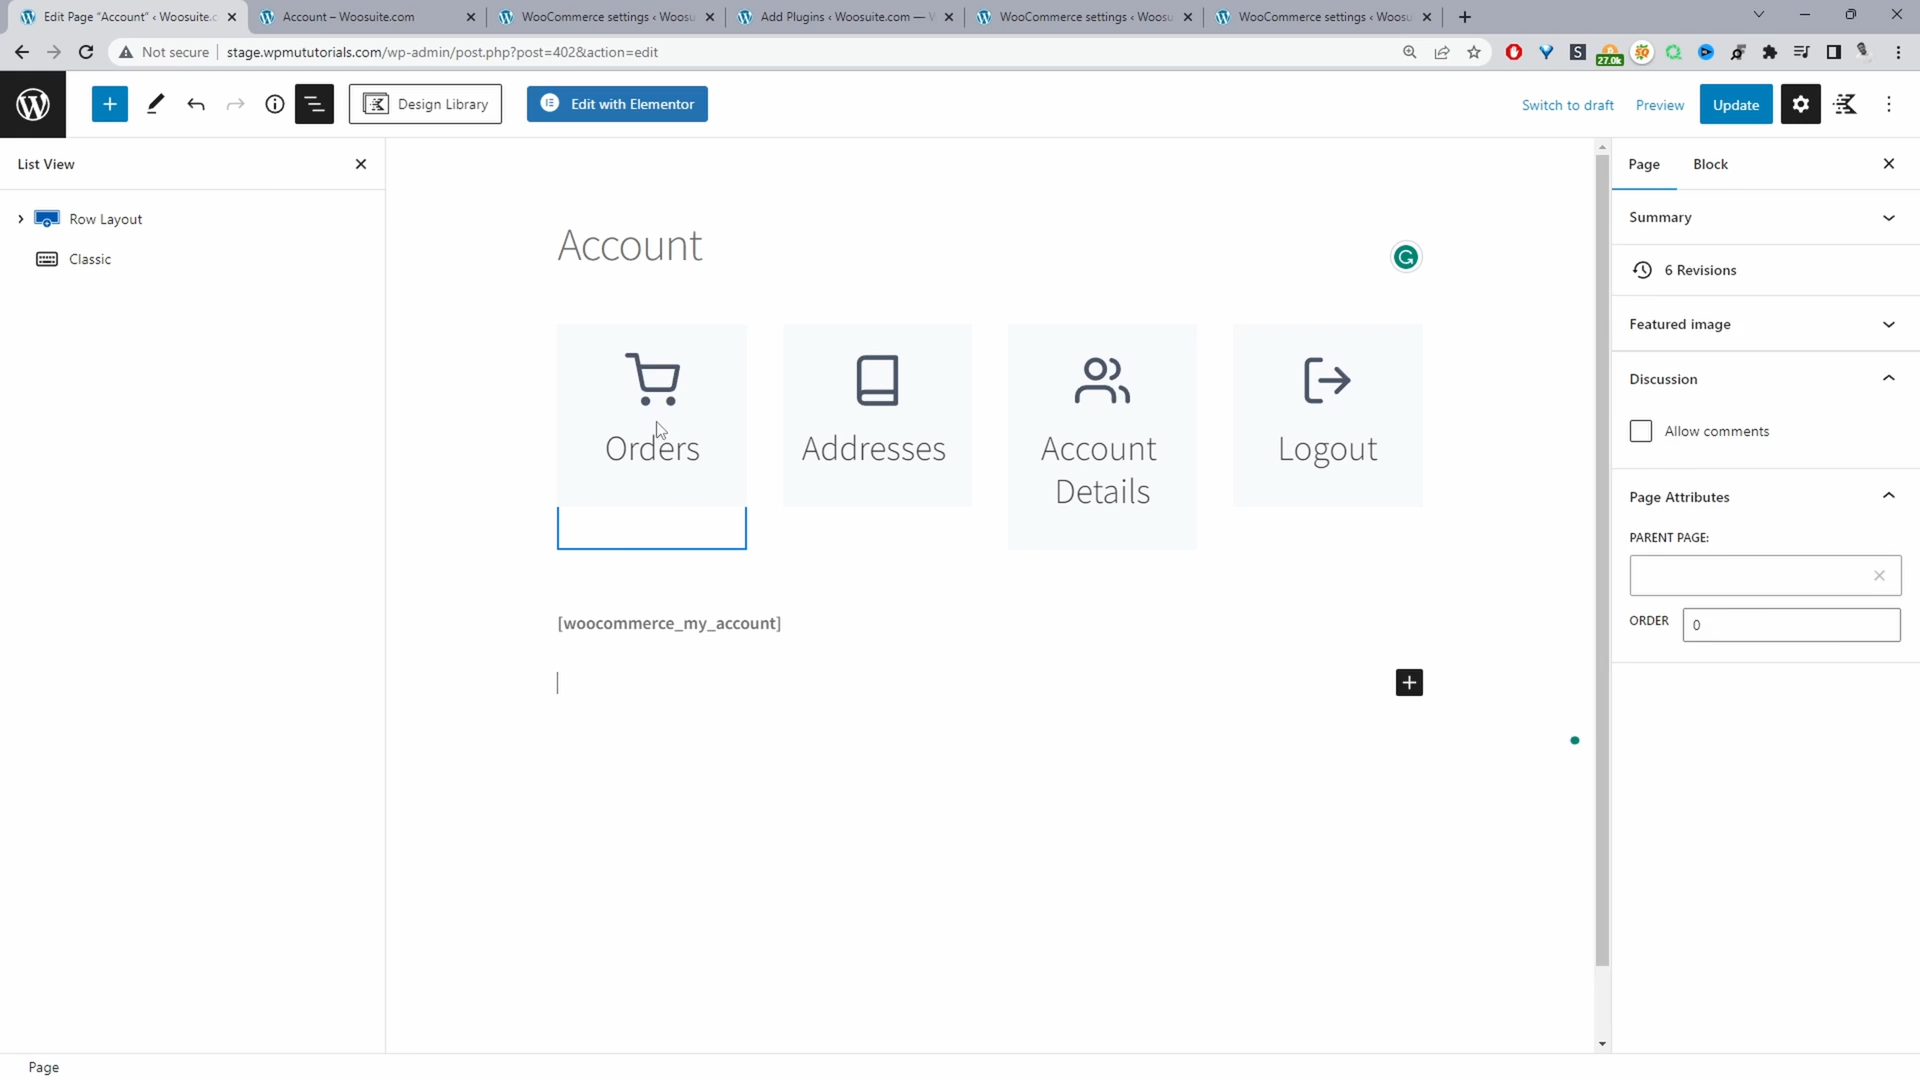 Edit Page “Account” ‹ Woosuite.c
Account – Woosuite.com
WooCommerce settings ‹ Woosu
Add Plugins ‹ Woosuite.com — W
WooCommerce settings ‹ Woosu
WooCommerce settings ‹ Woosu
Not secure
stage.wpmututorials.com/wp-admin/post.php?post=402&action=edit
27.0k
Design Library
Edit with Elementor
Switch to draft
Preview
Update
List View
Row Layout
Classic
Account
Orders
Addresses
Account
Details
Logout
[woocommerce_my_account]
Page
Block
Summary
6 Revisions
Featured image
Discussion
Allow comments
Page Attributes
PARENT PAGE:
ORDER
0
Page